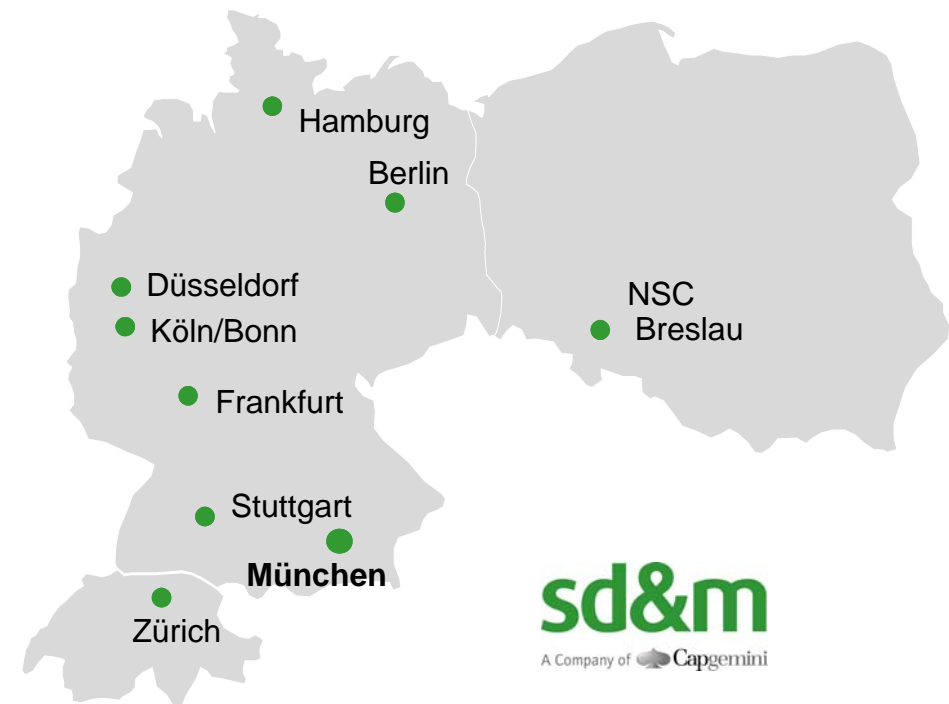 Hamburg
Berlin
Düsseldorf
Köln/Bonn
NSC
Breslau
Frankfurt
Stuttgart
München
Zürich
sd&m
A Company of Capgemini